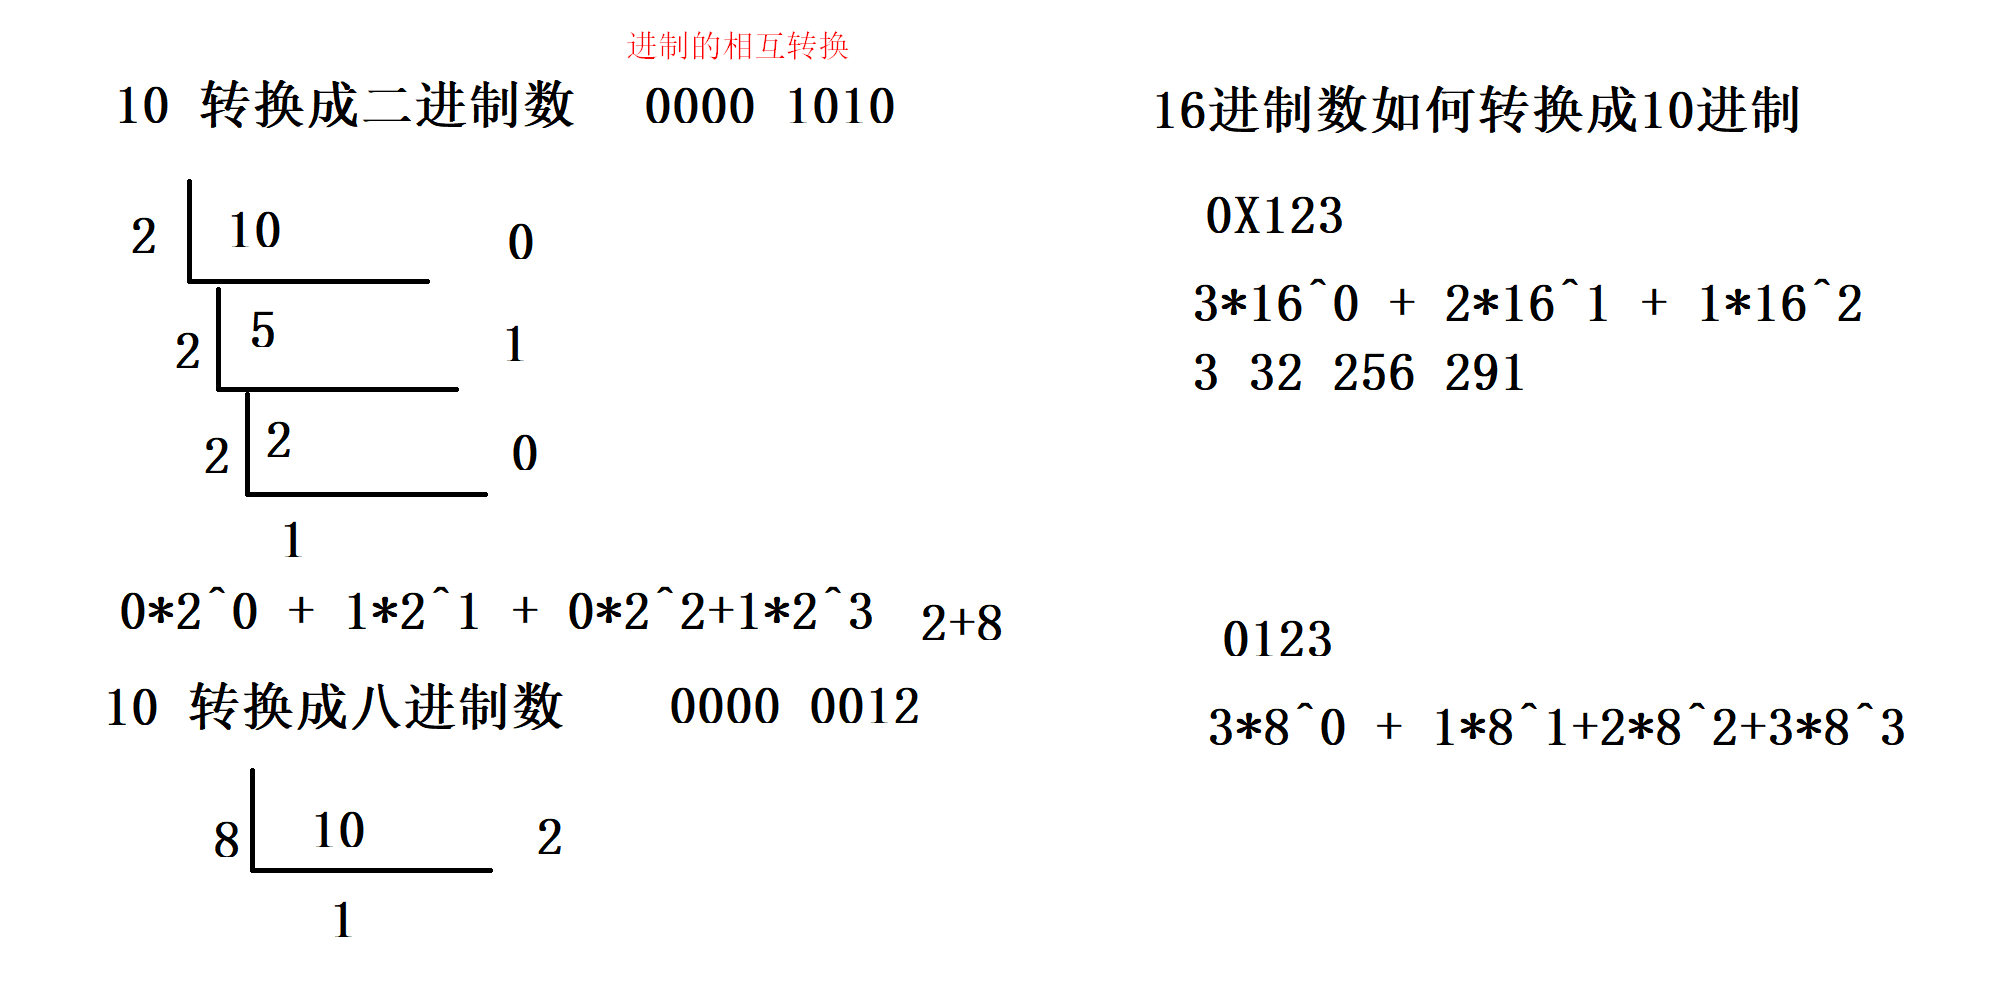 进制的相互转换
10 转换成二进制数 0000 1010
2 10 0
2 5 1
2 2 0
1
0*2^0 + 1*2^1 + 0*2^2+1*2^3 2+8
10 转换成八进制数 0000 0012
8 10 2
1
16进制数如何转换成10进制
0X123
3*16^0 + 2*16^1 + 1*16^2
3 32 256 291
0123
3*8^0 + 1*8^1+2*8^2+3*8^3